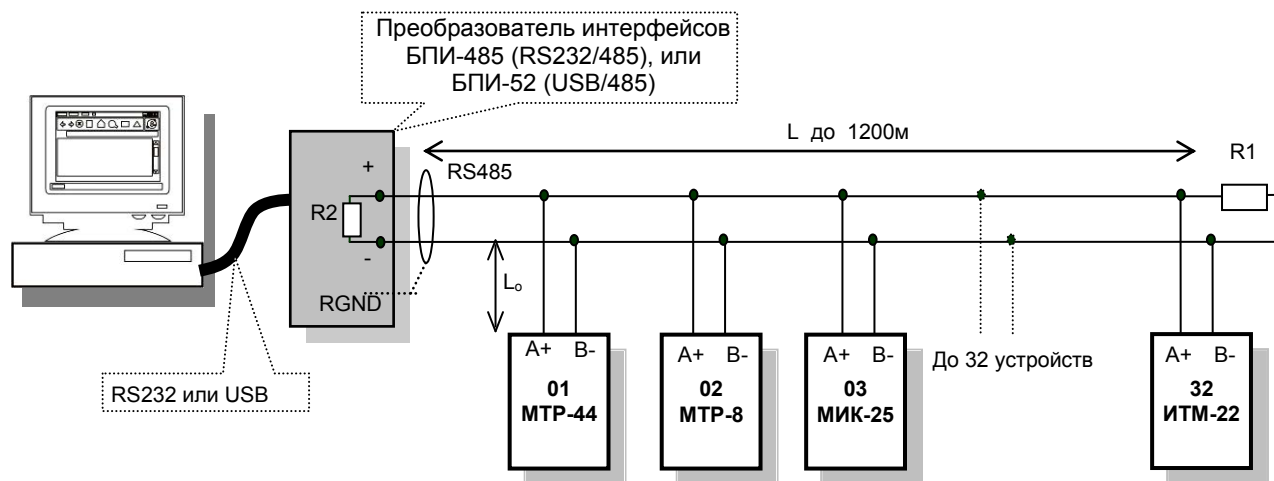 Преобразователь интерфейсов
БПИ-485 (RS232/485), или
БПИ-52 (USB/485)
L до 1200м
R1
+
RS485
R2
-
RGND
Lо
RS232 или USB
До 32 устройств
A+ B-
01
МТР-44
A+ B-
02
МТР-8
A+ B-
03
МИК-25
A+ B-
32
ИТМ-22